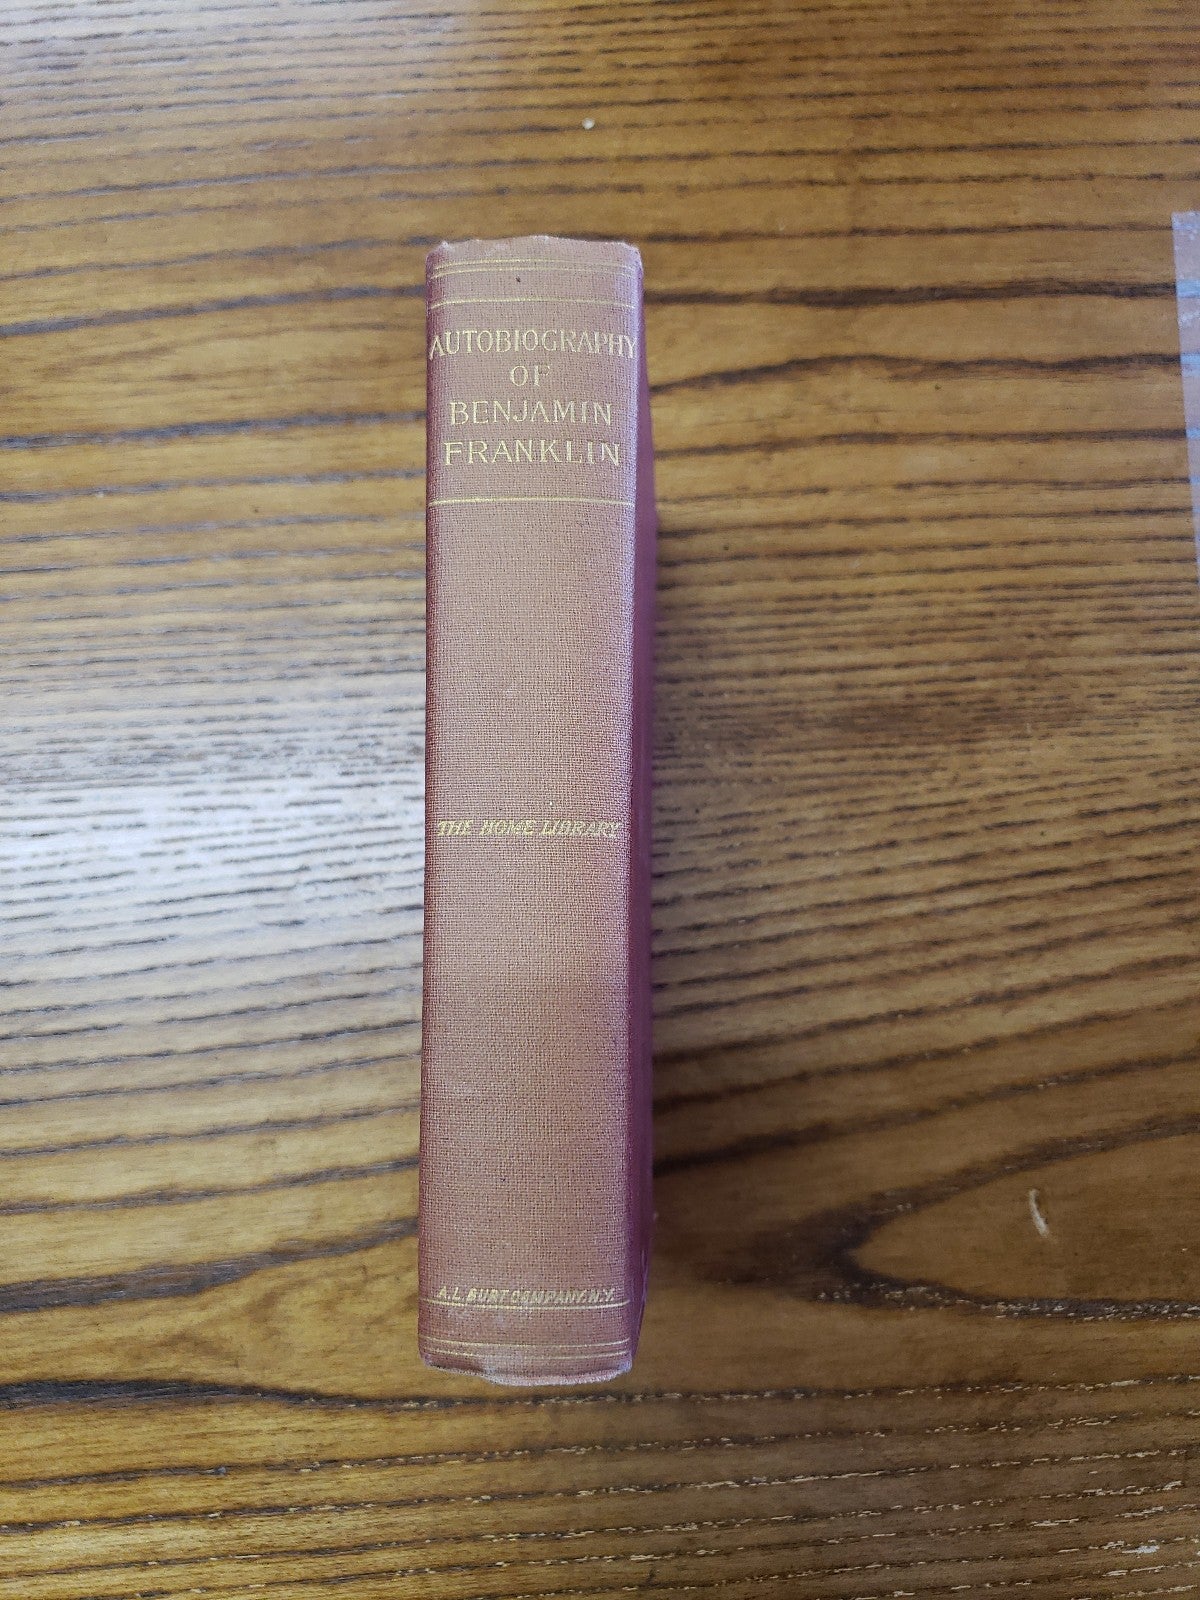 AUTOBIOGRAPHY
OF
BENJAMIN
FRANKLIN
THE HOME LIBRARY
A. L. BURT COMPANY, N.Y.